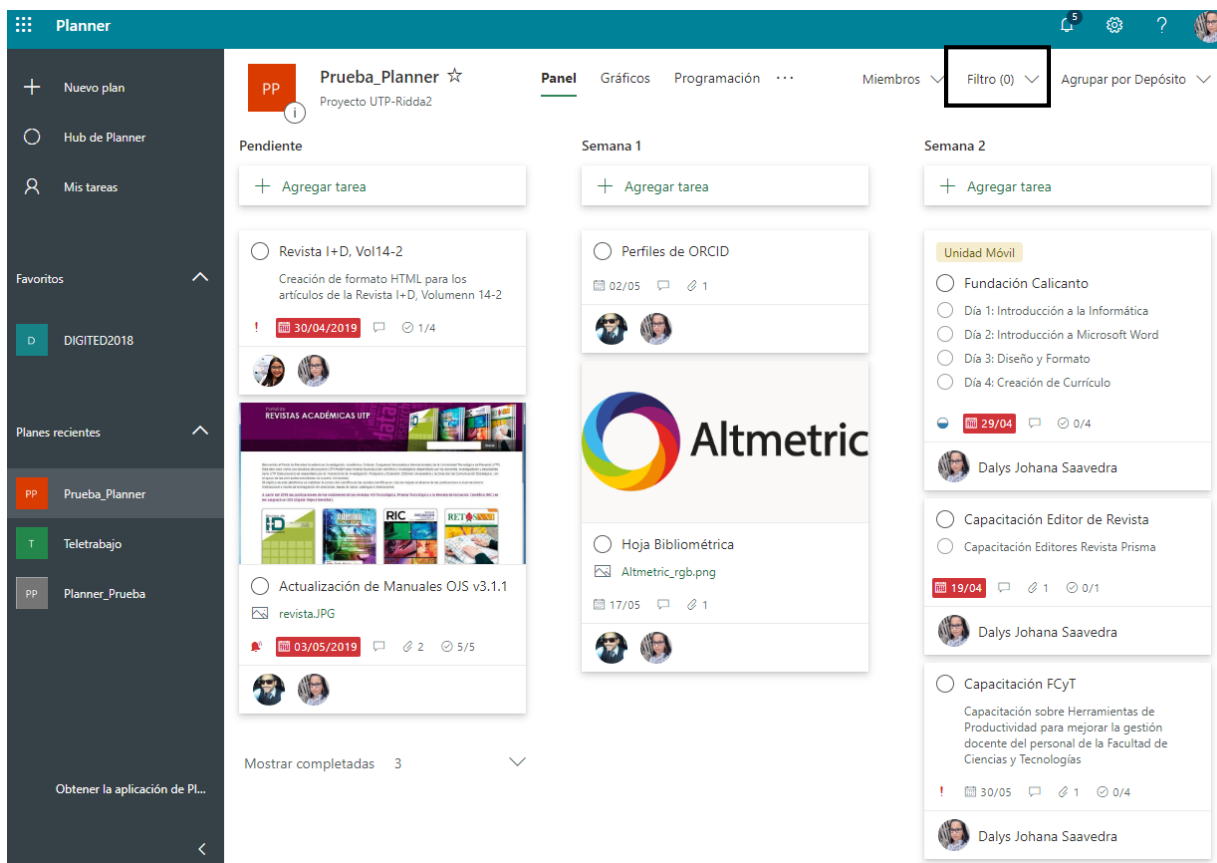 Planner
5
Nuevo plan
Hub de Planner
Mis tareas
Favoritos
D
DIGITED2018
Planes recientes
PP
Prueba_Planner
T
Teletrabajo
PP
Planner_Prueba
Obtener la aplicación de Pl...
PP
Prueba_Planner
Proyecto UTP-Ridda2
Panel
Gráficos
Programación
Miembros
Filtro (0)
Agrupar por Depósito
Pendiente
Agregar tarea
Revista I+D, Vol14-2
Creación de formato HTML para los
artículos de la Revista I+D, Volumenn 14-2
30/04/2019
1/4
REVISTAS ACADÉMICAS UTP
RIC
Actualización de Manuales OJS v3.1.1
revista.JPG
03/05/2019
2
5/5
Mostrar completadas 3
Semana 1
Agregar tarea
Perfiles de ORCID
02/05
1
Altmetric
Hoja Bibliométrica
Altmetric_rgb.png
17/05
1
Semana 2
Agregar tarea
Unidad Móvil
Fundación Calicanto
Día 1: Introducción a la Informática
Día 2: Introducción a Microsoft Word
Día 3: Diseño y Formato
Día 4: Creación de Currículo
29/04
0/4
Dalys Johana Saavedra
Capacitación Editor de Revista
Capacitación Editores Revista Prisma
19/04
1
0/1
Dalys Johana Saavedra
Capacitación FCyT
Capacitación sobre Herramientas de
Productividad para mejorar la gestión
docente del personal de la Facultad de
Ciencias y Tecnologías
30/05
1
0/4
Dalys Johana Saavedra